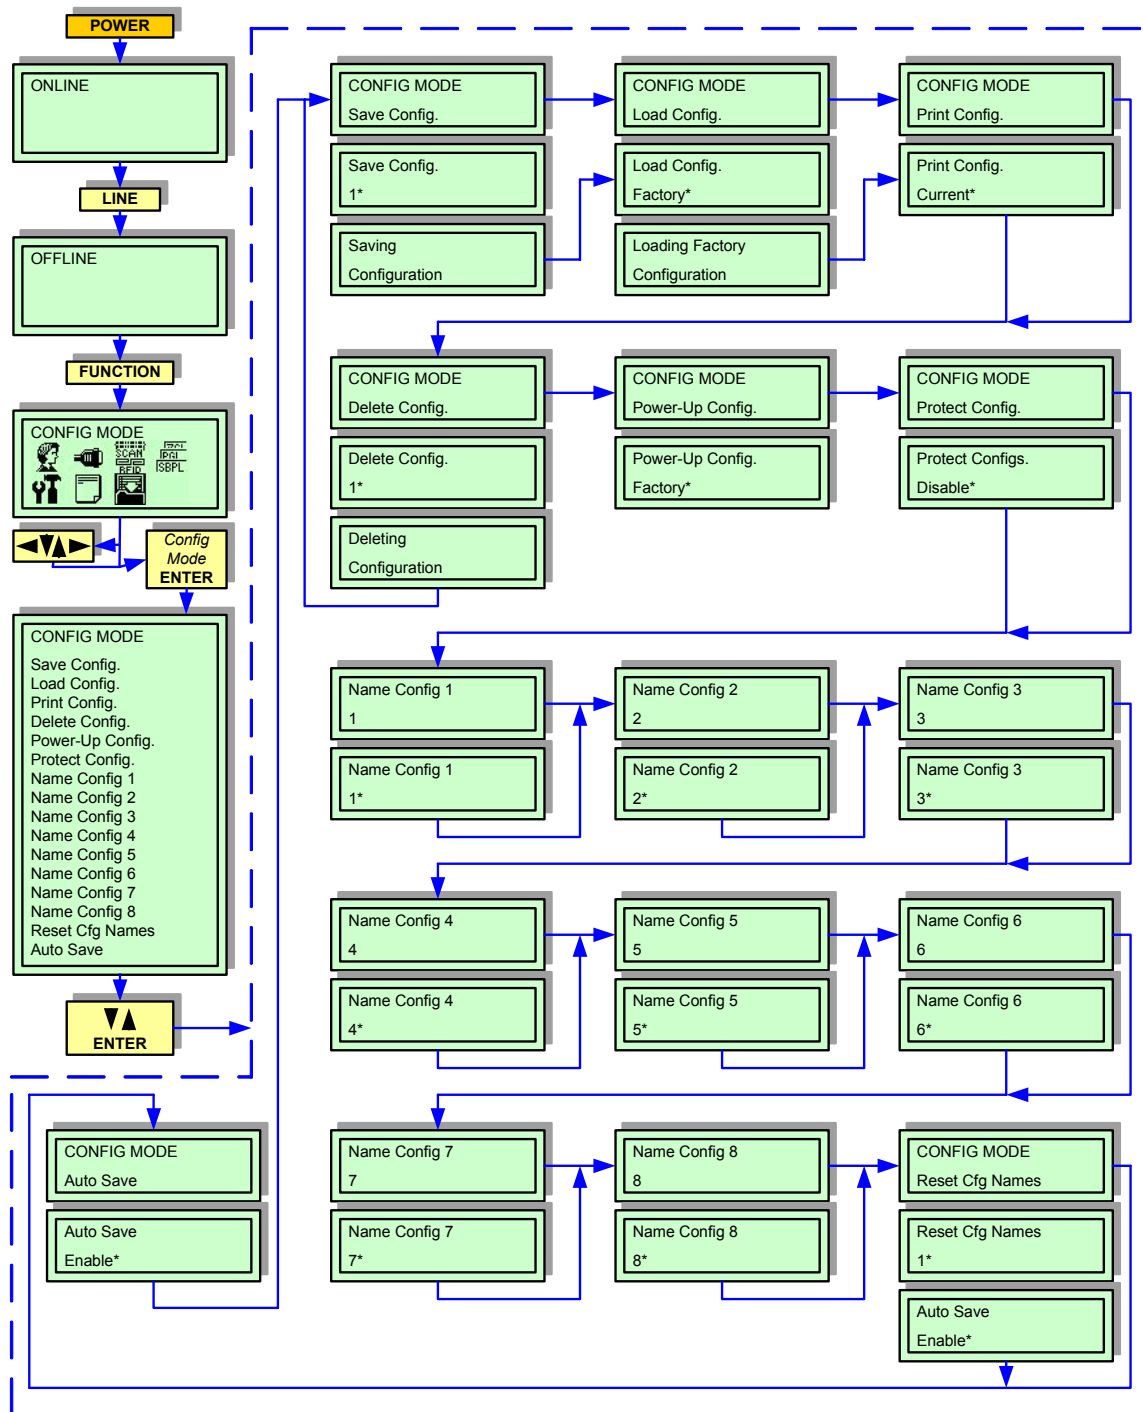 POWER
ONLINE
LINE
OFFLINE
FUNCTION
CONFIG MODE
SCAN
RFID
PGL
SBPL
Config
Mode
ENTER
CONFIG MODE
Save Config.
Load Config.
Print Config.
Delete Config.
Power-Up Config.
Protect Config.
Name Config 1
Name Config 2
Name Config 3
Name Config 4
Name Config 5
Name Config 6
Name Config 7
Name Config 8
Reset Cfg Names
Auto Save
ENTER
CONFIG MODE
Save Config.
Save Config.
1*
Saving
Configuration
CONFIG MODE
Load Config.
Load Config.
Factory*
Loading Factory
Configuration
CONFIG MODE
Print Config.
Print Config.
Current*
CONFIG MODE
Delete Config.
Delete Config.
1*
Deleting
Configuration
CONFIG MODE
Power-Up Config.
Power-Up Config.
Factory*
CONFIG MODE
Protect Config.
Protect Configs.
Disable*
Name Config 1
1
Name Config 1
1*
Name Config 2
2
Name Config 2
2*
Name Config 3
3
Name Config 3
3*
Name Config 4
4
Name Config 4
4*
Name Config 5
5
Name Config 5
5*
Name Config 6
6
Name Config 6
6*
Name Config 7
7
Name Config 7
7*
Name Config 8
8
Name Config 8
8*
CONFIG MODE
Reset Cfg Names
Reset Cfg Names
1*
Auto Save
Enable*
CONFIG MODE
Auto Save
Auto Save
Enable*